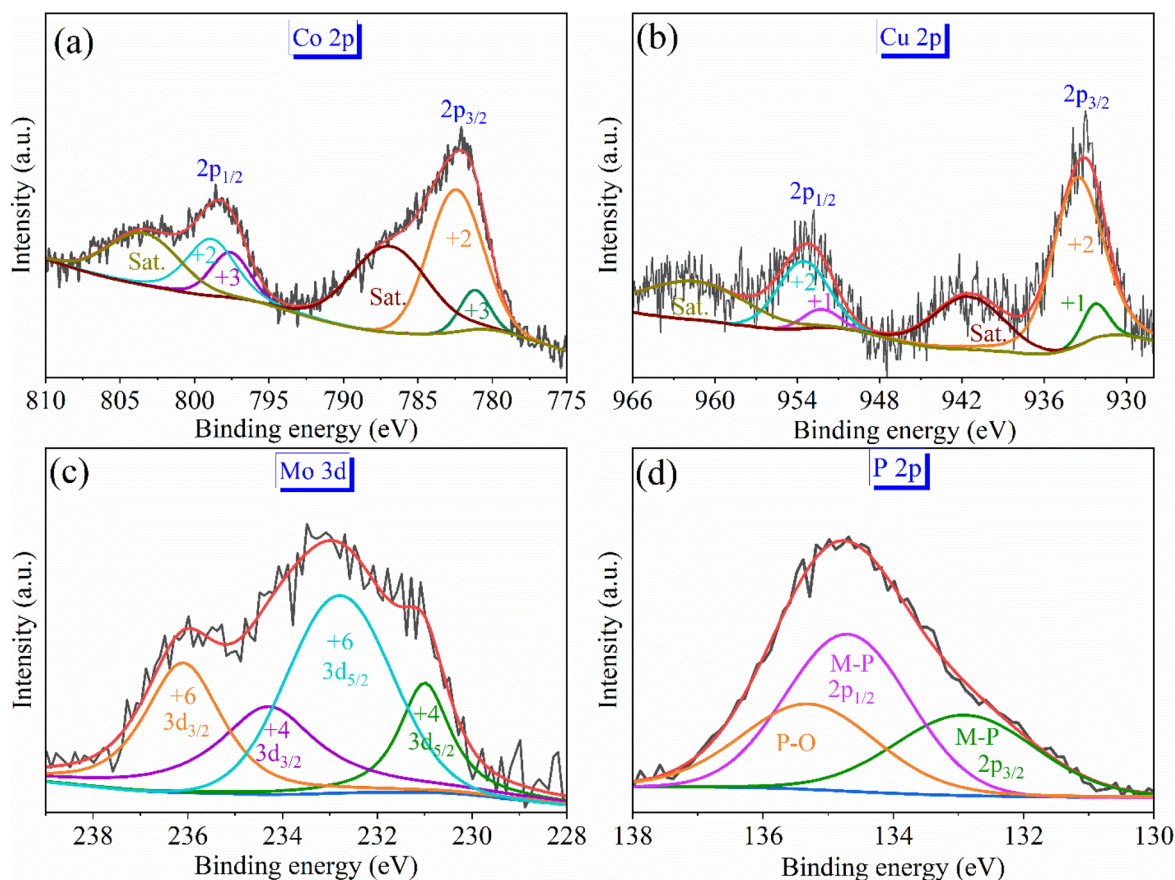 (a)
Co 2p
2p3/2
2p1/2
Sat.
+2
+3
Sat.
+2
+3
Intensity (a.u.)
810 805 800 795 790 785 780 775
Binding energy (eV)
(b)
Cu 2p
2p3/2
2p1/2
Sat.
+2
+1
Sat.
+2
+1
Intensity (a.u.)
966 960 954 948 942 936 930
Binding energy (eV)
(c)
Mo 3d
+6
3d3/2
+4
3d3/2
+6
3d5/2
+4
3d5/2
Intensity (a.u.)
238 236 234 232 230 228
Binding energy (eV)
(d)
P 2p
P-O
M-P
2p1/2
M-P
2p3/2
Intensity (a.u.)
138 136 134 132 130
Binding energy (eV)